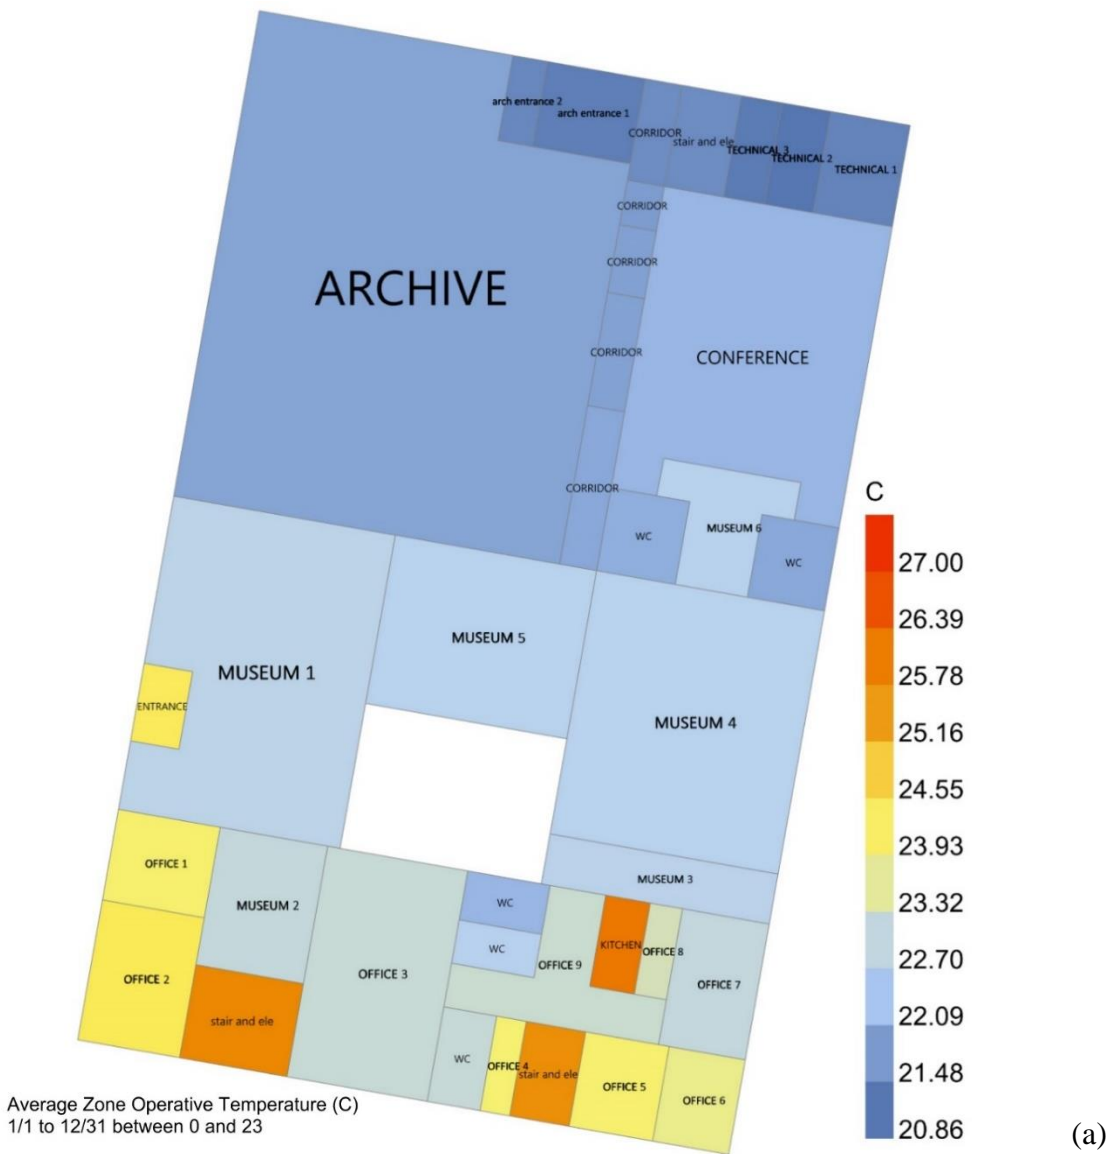 arch entrance 2
arch entrance 1
CORRIDOR
stair and ele
TECHNICAL 3
TECHNICAL 2
TECHNICAL 1
CORRIDOR
CORRIDOR
ARCHIVE
CORRIDOR
CONFERENCE
CORRIDOR
MUSEUM 6
WC
WC
MUSEUM 5
MUSEUM 1
ENTRANCE
MUSEUM 4
OFFICE 1
MUSEUM 2
MUSEUM 3
WC
WC
KITCHEN
OFFICE 8
OFFICE 9
OFFICE 3
OFFICE 2
OFFICE 7
stair and ele
WC
OFFICE 4
stair and ele
OFFICE 5
OFFICE 6
C
27.00
26.39
25.78
25.16
24.55
23.93
23.32
22.70
22.09
21.48
20.86
Average Zone Operative Temperature (C)
1/1 to 12/31 between 0 and 23
(a)